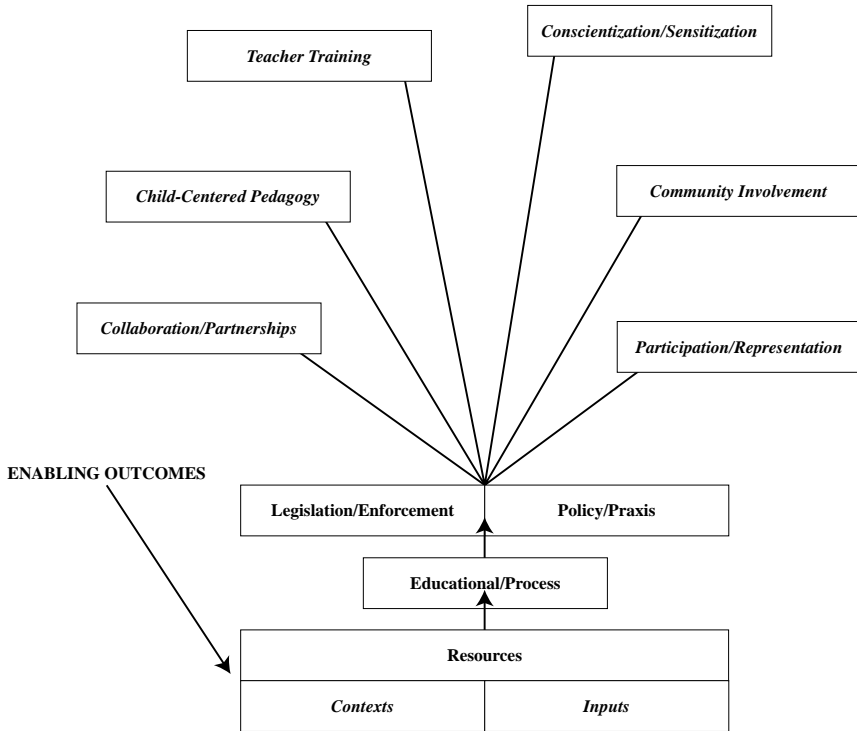 Conscientization/Sensitization
Teacher Training
Child-Centered Pedagogy
Community Involvement
Collaboration/Partnerships
Participation/Representation
ENABLING OUTCOMES
Legislation/Enforcement
Policy/Praxis
Educational/Process
Resources
Contexts
Inputs